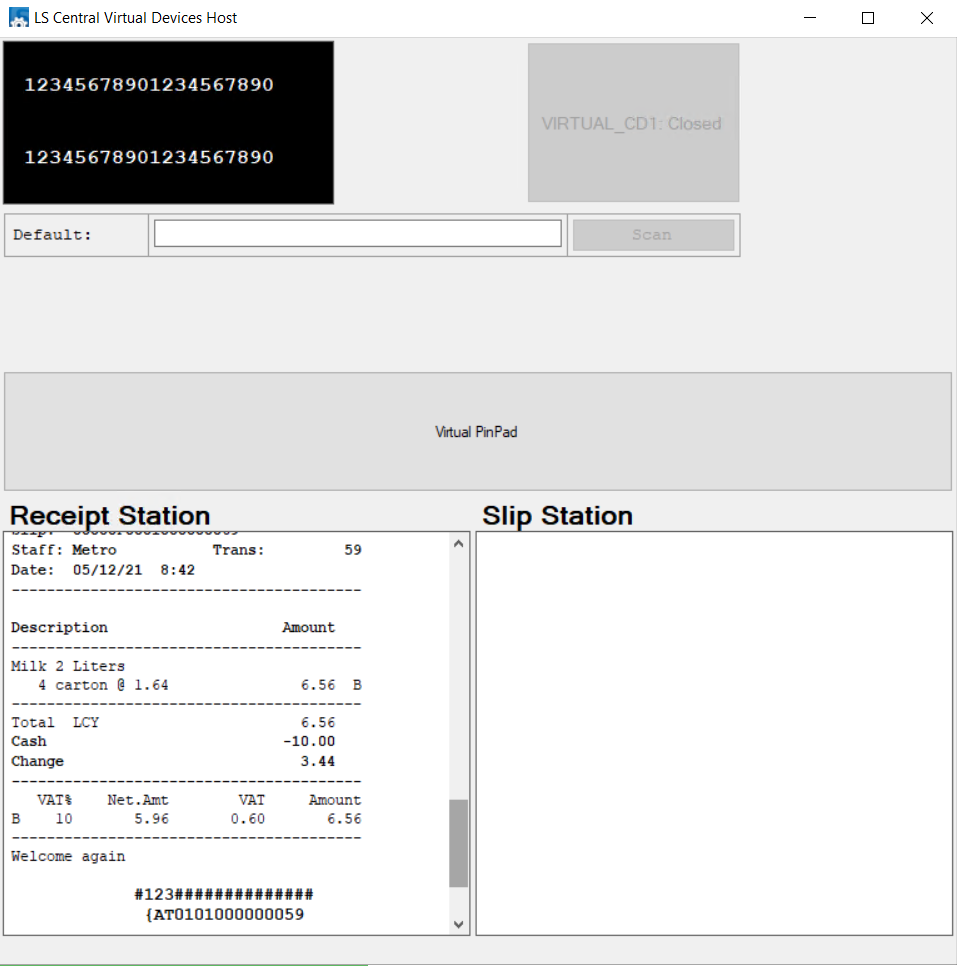 LS Central Virtual Devices Host
12345678901234567890
12345678901234567890
VIRTUAL_CD1: Closed
Default:
Scan
Virtual PinPad
Receipt Station
Slip Station
Staff: Metro Trans: 59
Date: 05/12/21 8:42
----------------------------------------
Description Amount
----------------------------------------
Milk 2 Liters
4 carton @ 1.64 6.56 B
----------------------------------------
Total LCY 6.56
Cash -10.00
Change 3.44
----------------------------------------
VAT% Net.Amt VAT Amount
B 10 5.96 0.60 6.56
----------------------------------------
Welcome again
#123##############
{AT0101000000059